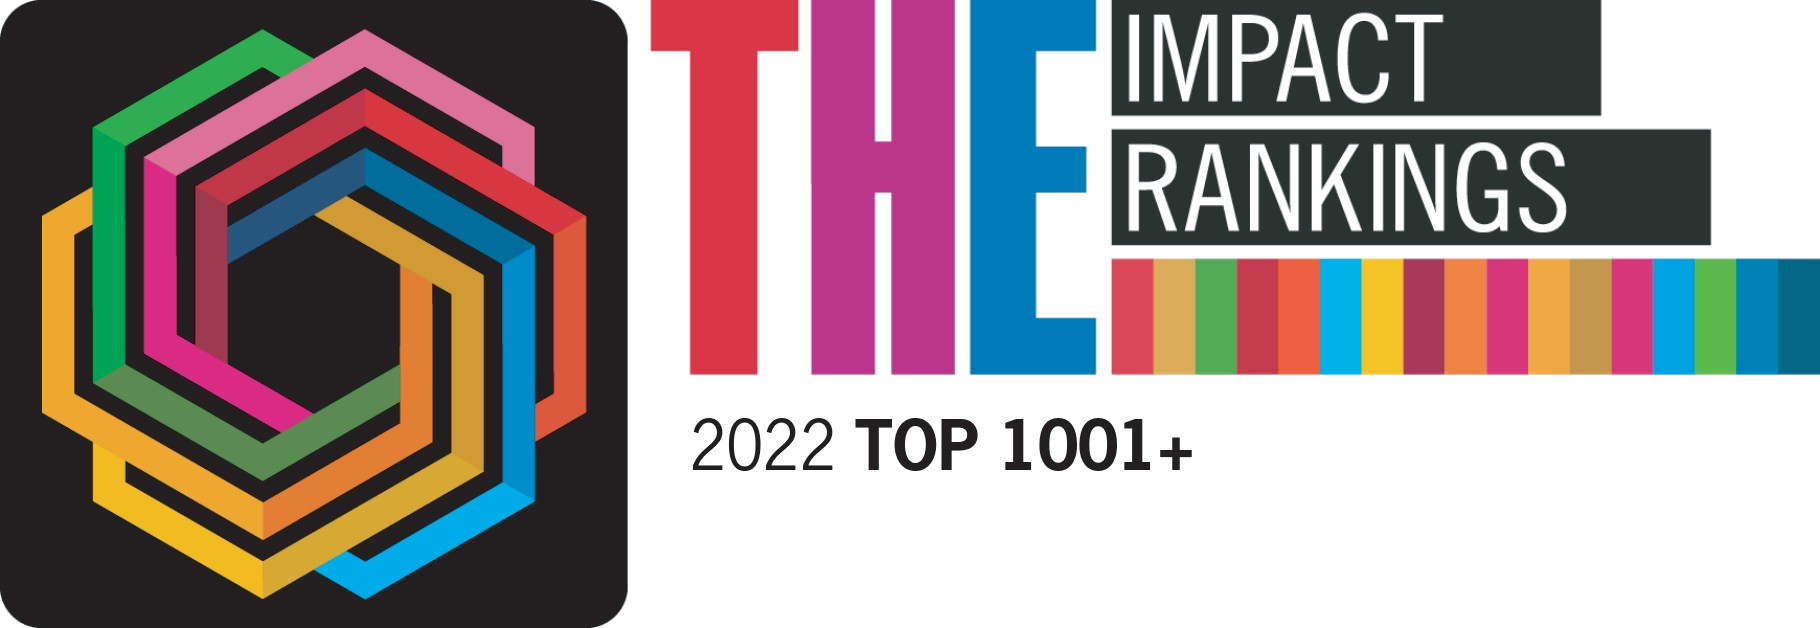 THE
IMPACT
RANKINGS
2022 TOP 1001+